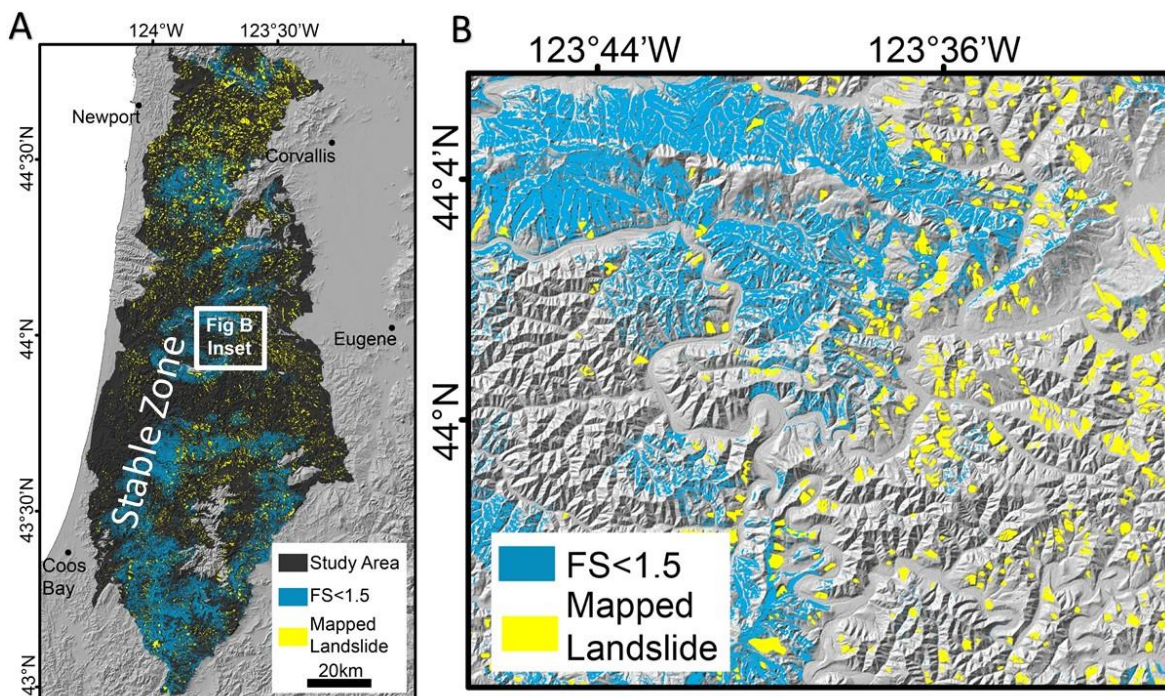 A
124°W
123°30'W
Newport
44°30'N
Corvallis
Fig B
Inset
44°N
Eugene
Stable Zone
43°30'N
Coos
Bay
43°N
Study Area
FS<1.5
Mapped
Landslide
20km
B
123°44'W
123°36'W
44°4'N
44°N
FS<1.5
Mapped
Landslide